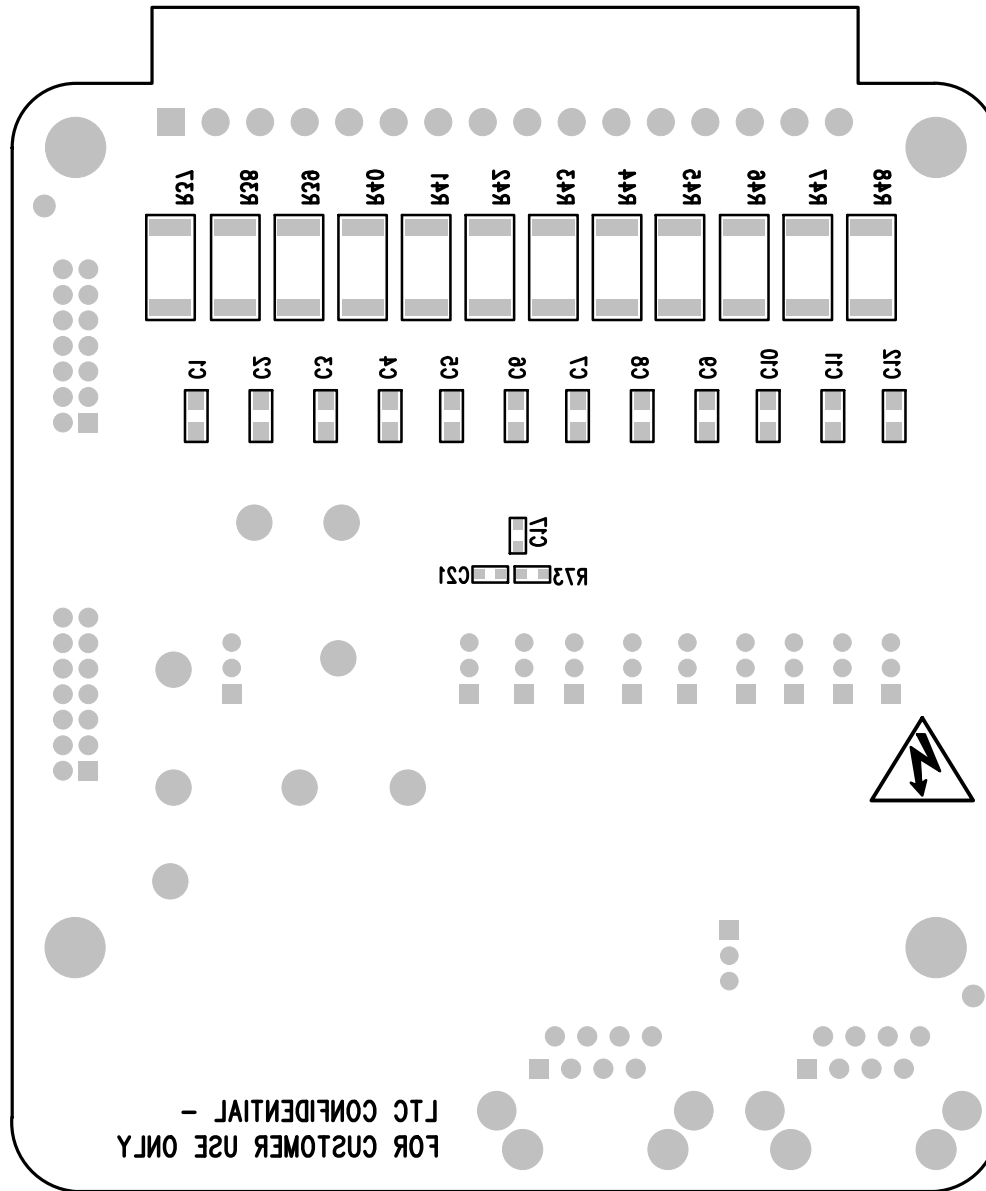 R37
R38
R39
R40
R41
R42
R43
R44
R45
R46
R47
R48
C1
C2
C3
C4
C5
C6
C7
C8
C9
C10
C11
C12
C17
C21
R73
LTC CONFIDENTIAL -
FOR CUSTOMER USE ONLY